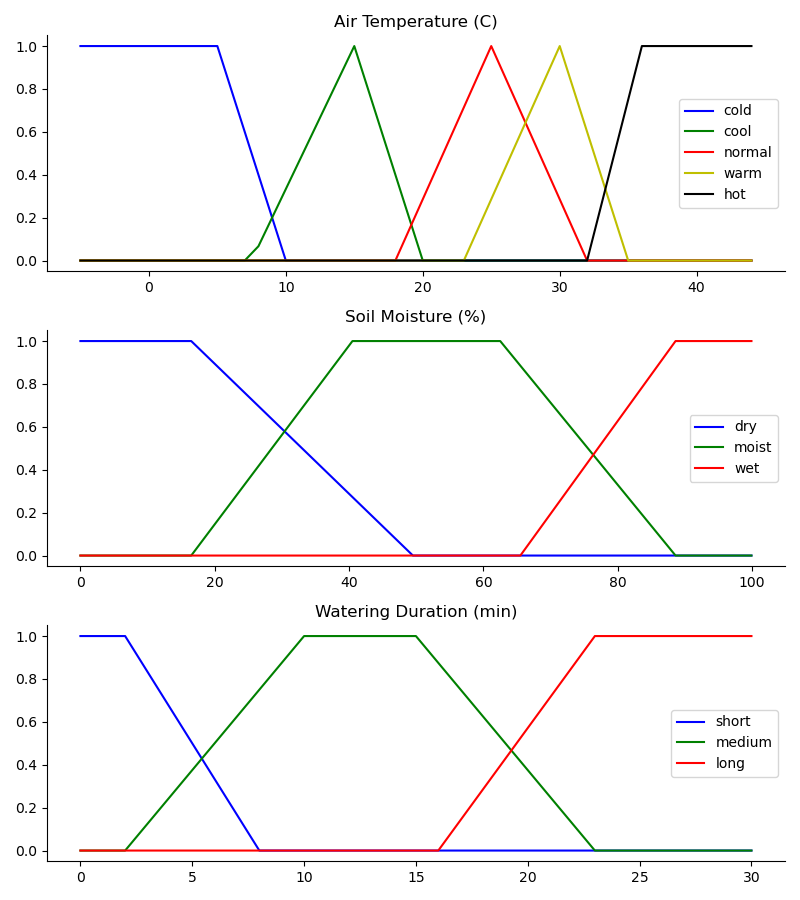 Air Temperature (C)
1.0
0.8
0.6
0.4
0.2
0.0
cold
cool
normal
warm
hot
0 10 20 30 40
Soil Moisture (%)
1.0
0.8
0.6
0.4
0.2
0.0
dry
moist
wet
0 20 40 60 80 100
Watering Duration (min)
1.0
0.8
0.6
0.4
0.2
0.0
short
medium
long
0 5 10 15 20 25 30